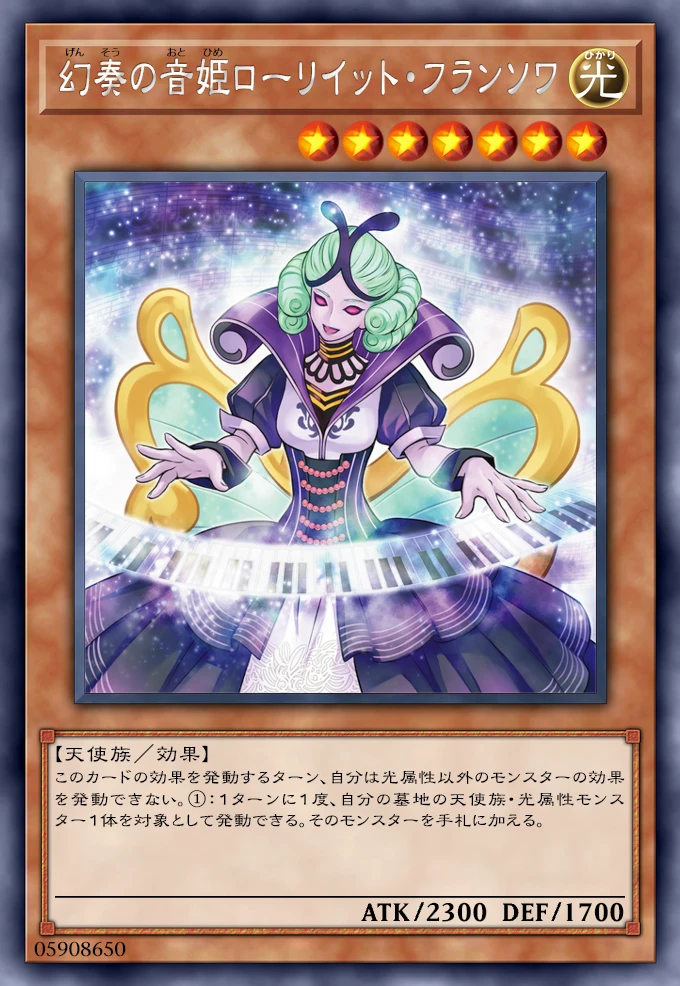 げん そう おと ひめ
幻奏の音姫ローリイット・フランソワ
ひかり
光
【天使族／効果】
このカードの効果を発動するターン、自分は光属性以外のモンスターの効果
を発動できない。①：１ターンに１度、自分の墓地の天使族・光属性モンス
ター１体を対象として発動できる。そのモンスターを手札に加える。
ATK/2300 DEF/1700
05908650